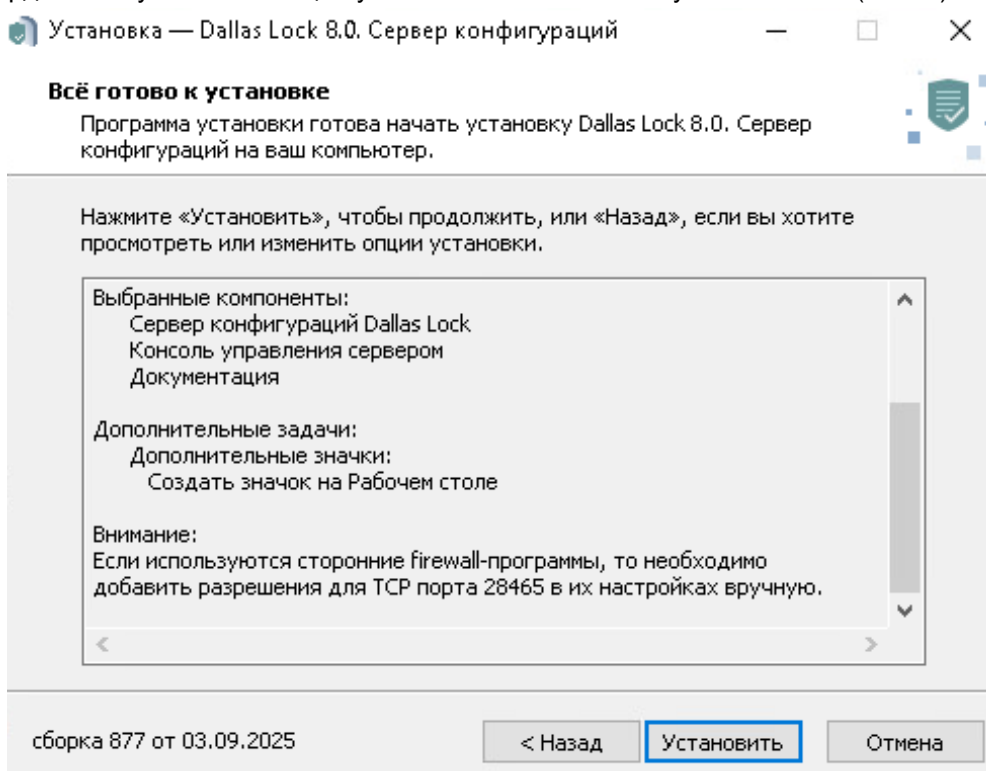 Установка — Dallas Lock 8.0. Сервер конфигураций
Всё готово к установке
Программа установки готова начать установку Dallas Lock 8.0. Сервер
конфигураций на ваш компьютер.
Нажмите «Установить», чтобы продолжить, или «Назад», если вы хотите
просмотреть или изменить опции установки.
Выбранные компоненты:
Сервер конфигураций Dallas Lock
Консоль управления сервером
Документация
Дополнительные задачи:
Дополнительные значки:
Создать значок на Рабочем столе
Внимание:
Если используются сторонние firewall-программы, то необходимо
добавить разрешения для TCP порта 28465 в их настройках вручную.
сборка 877 от 03.09.2025
< Назад
Установить
Отмена